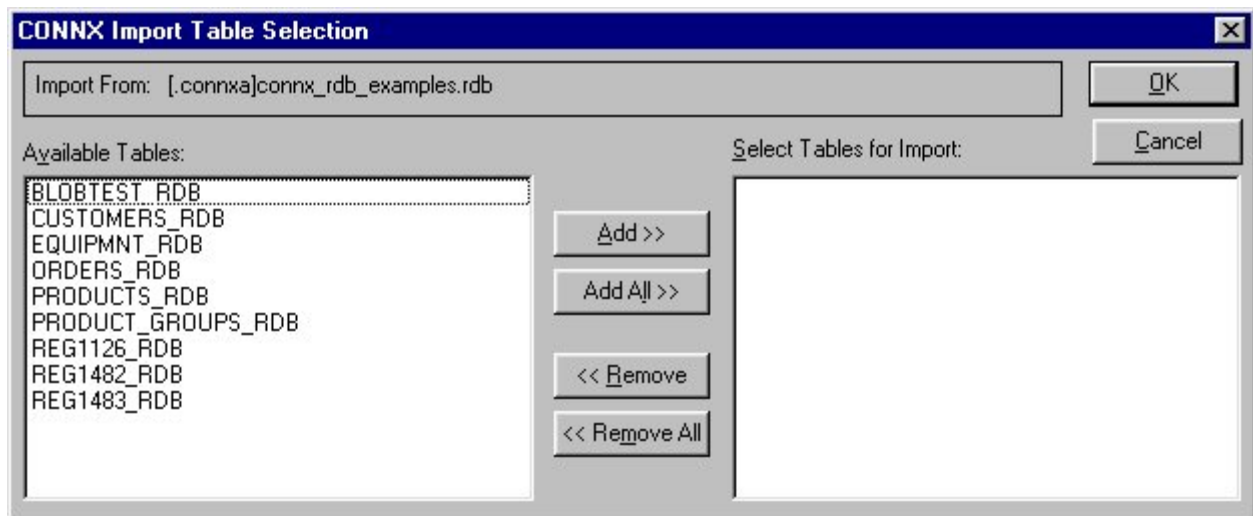 CONNX Import Table Selection
Import From: [.connxa]connx_rdb_examples.rdb
OK
Cancel
Available Tables:
Select Tables for Import:
BLOBTEST_RDB
CUSTOMERS_RDB
EQUIPMNT_RDB
ORDERS_RDB
PRODUCTS_RDB
PRODUCT_GROUPS_RDB
REG1126_RDB
REG1482_RDB
REG1483_RDB
Add >>
Add All >>
<< Remove
<< Remove All